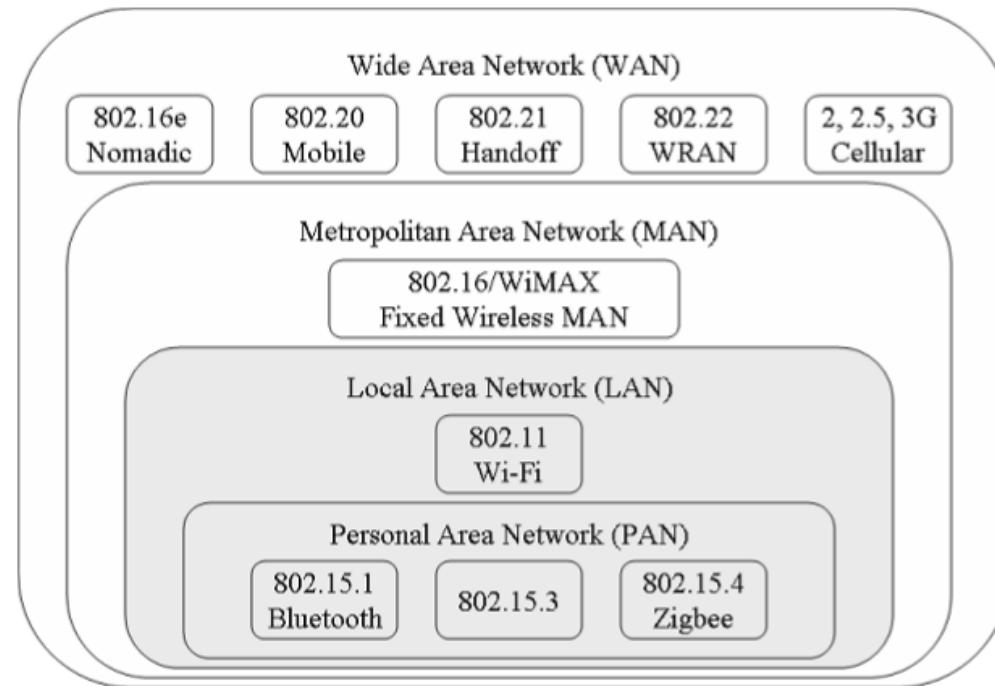 Wide Area Network (WAN)
802.16e
Nomadic
802.20
Mobile
802.21
Handoff
802.22
WRAN
2, 2.5, 3G
Cellular
Metropolitan Area Network (MAN)
802.16/WiMAX
Fixed Wireless MAN
Local Area Network (LAN)
802.11
Wi-Fi
Personal Area Network (PAN)
802.15.1
Bluetooth
802.15.3
802.15.4
Zigbee